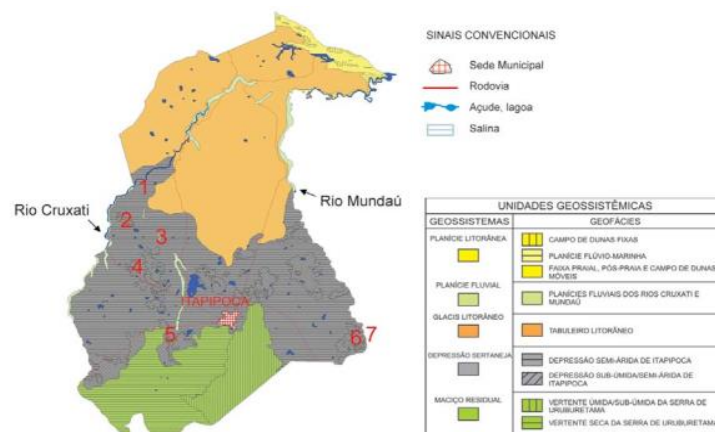 SINAIS CONVENCIONAIS
Sede Municipal
Rodovia
Açude, lagoa
Salina
Rio Cruxati
Rio Mundaú
1
2
3
4
5
6
7
ITAPIPOCA
UNIDADES GEOSSISTÊMICAS
GEOSSISTEMAS
GEOFÁCIES
PLANÍCIE LITORÂNEA
CAMPO DE DUNAS FIXAS
PLANÍCIE FLÚVIO-MARINHA
FAIXA PRAIAL, PÓS-PRAIA E CAMPO DE DUNAS
MÓVEIS
PLANÍCIE FLUVIAL
PLANÍCIES FLUVIAIS DOS RIOS CRUXATI E
MUNDAÚ
GLACIS LITORÂNEO
TABULEIRO LITORÂNEO
DEPRESSÃO SERTANEJA
DEPRESSÃO SEMI-ÁRIDA DE ITAPIPOCA
DEPRESSÃO SUB-ÚMIDA/SEMI-ÁRIDA DE
ITAPIPOCA
MACIÇO RESIDUAL
VERTENTE ÚMIDA/SUB-ÚMIDA DA SERRA DE
URUBURETAMA
VERTENTE SECA DA SERRA DE URUBURETAMA